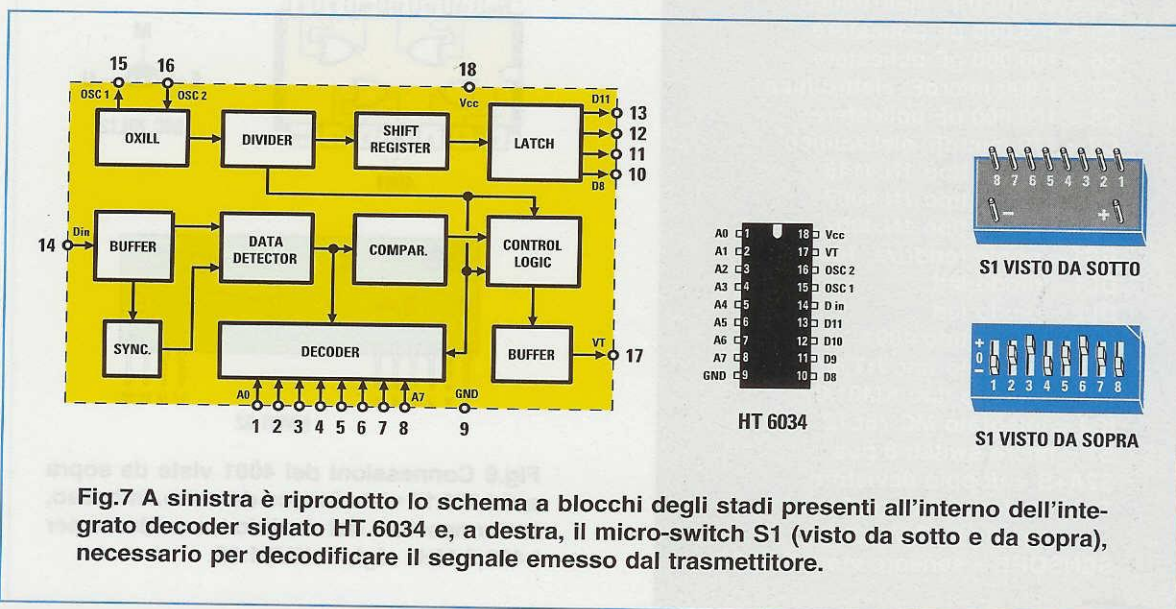 15 16 18
OSC 1 OSC 2 Vcc
OXILL
DIVIDER
SHIFT
REGISTER
LATCH
D11
13
12
11
10
D8
14
Din
BUFFER
DATA
DETECTOR
COMPAR.
CONTROL
LOGIC
SYNC.
DECODER
BUFFER
VT
17
A0 A7 GND
1 2 3 4 5 6 7 8 9
A0 1 18 Vcc
A1 2 17 VT
A2 3 16 OSC 2
A3 4 15 OSC 1
A4 5 14 D in
A5 6 13 D11
A6 7 12 D10
A7 8 11 D9
GND 9 10 D8
HT 6034
8 7 6 5 4 3 2 1
- +
S1 VISTO DA SOTTO
+
0
-
1 2 3 4 5 6 7 8
S1 VISTO DA SOPRA
Fig.7 A sinistra è riprodotto lo schema a blocchi degli stadi presenti all'interno dell'inte-
grato decoder siglato HT.6034 e, a destra, il micro-switch S1 (visto da sotto e da sopra),
necessario per decodificare il segnale emesso dal trasmettitore.